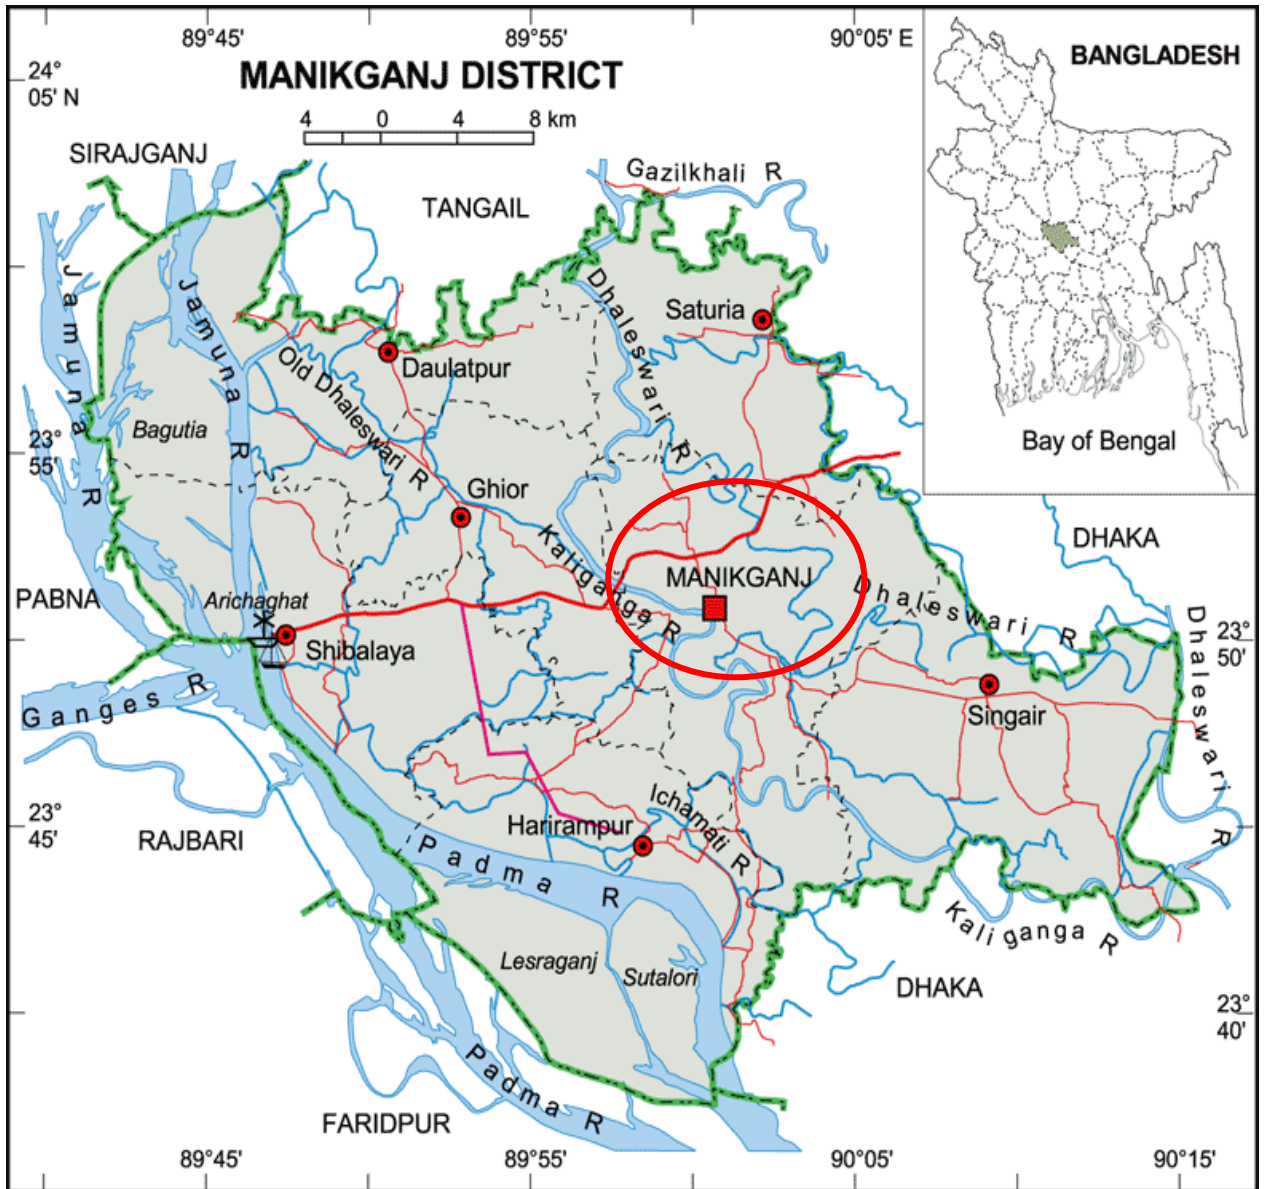 89°45'
89°55'
90°05' E
BANGLADESH
24°
05' N
MANIKGANJ DISTRICT
4 0 4 8 km
SIRAJGANJ
Gazilkhali R
TANGAIL
Jamuna R
Jamuna R
Dhaleswari R
Saturia
Old Dhaleswari R
Daulatpur
Bagutia
23°
55'
Bay of Bengal
Ghior
Kaliganga R
DHAKA
MANIKGANJ
PABNA
Arichaghat
Dhaleswari R
Dhaleswari R
Shibalaya
23°
50'
Ganges R
Singair
23°
45'
RAJBARI
Ichamati R
Harirampur
Padma R
Kaliganga R
Lesraganj
Sutalori
DHAKA
23°
40'
Padma R
FARIDPUR
89°45'
89°55'
90°05'
90°15'